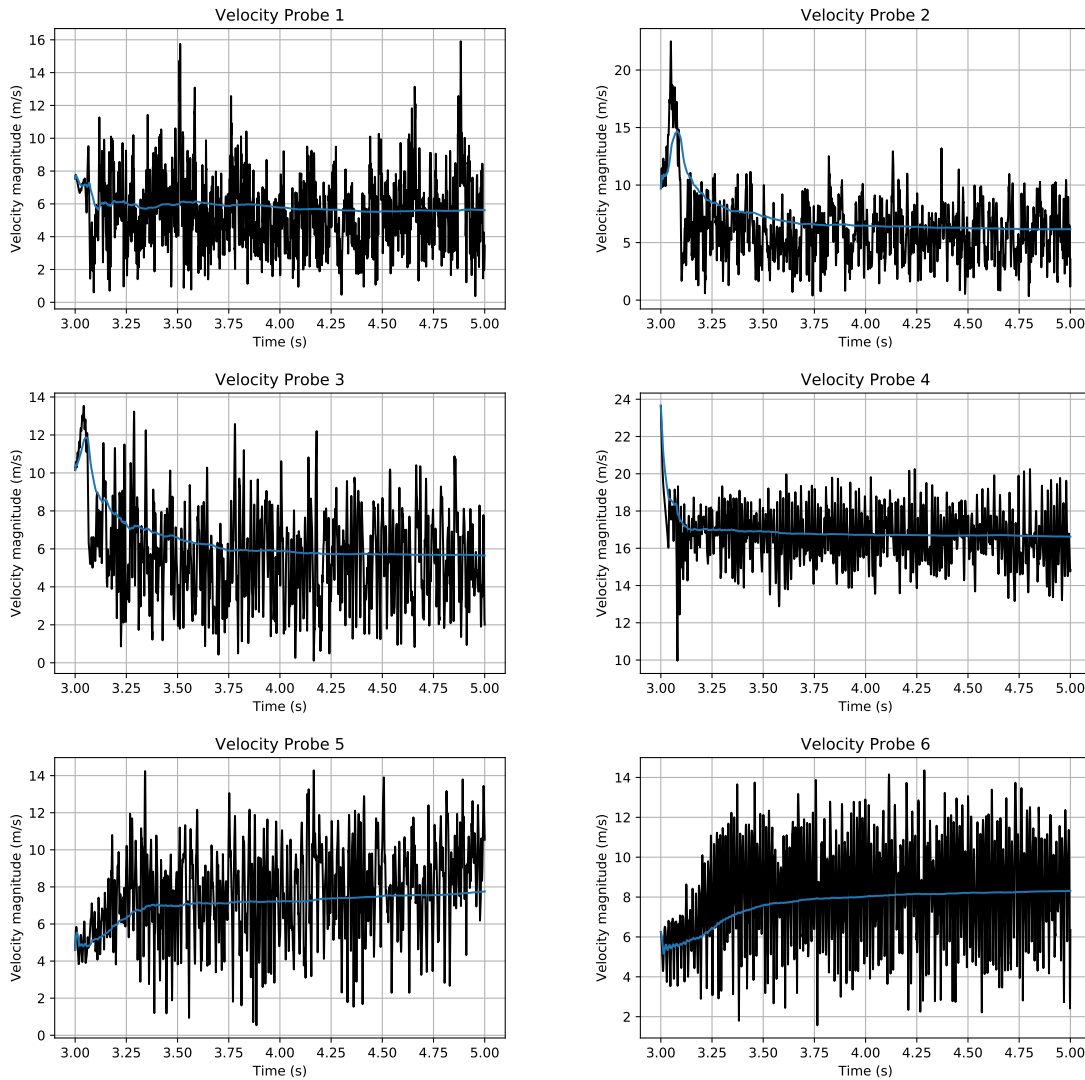 Velocity Probe 1
Velocity magnitude (m/s)
16
14
12
10
8
6
4
2
0
3.00 3.25 3.50 3.75 4.00 4.25 4.50 4.75 5.00
Time (s)
Velocity Probe 2
Velocity magnitude (m/s)
20
15
10
5
0
3.00 3.25 3.50 3.75 4.00 4.25 4.50 4.75 5.00
Time (s)
Velocity Probe 3
Velocity magnitude (m/s)
14
12
10
8
6
4
2
0
3.00 3.25 3.50 3.75 4.00 4.25 4.50 4.75 5.00
Time (s)
Velocity Probe 4
Velocity magnitude (m/s)
24
22
20
18
16
14
12
10
3.00 3.25 3.50 3.75 4.00 4.25 4.50 4.75 5.00
Time (s)
Velocity Probe 5
Velocity magnitude (m/s)
14
12
10
8
6
4
2
0
3.00 3.25 3.50 3.75 4.00 4.25 4.50 4.75 5.00
Time (s)
Velocity Probe 6
Velocity magnitude (m/s)
14
12
10
8
6
4
2
3.00 3.25 3.50 3.75 4.00 4.25 4.50 4.75 5.00
Time (s)